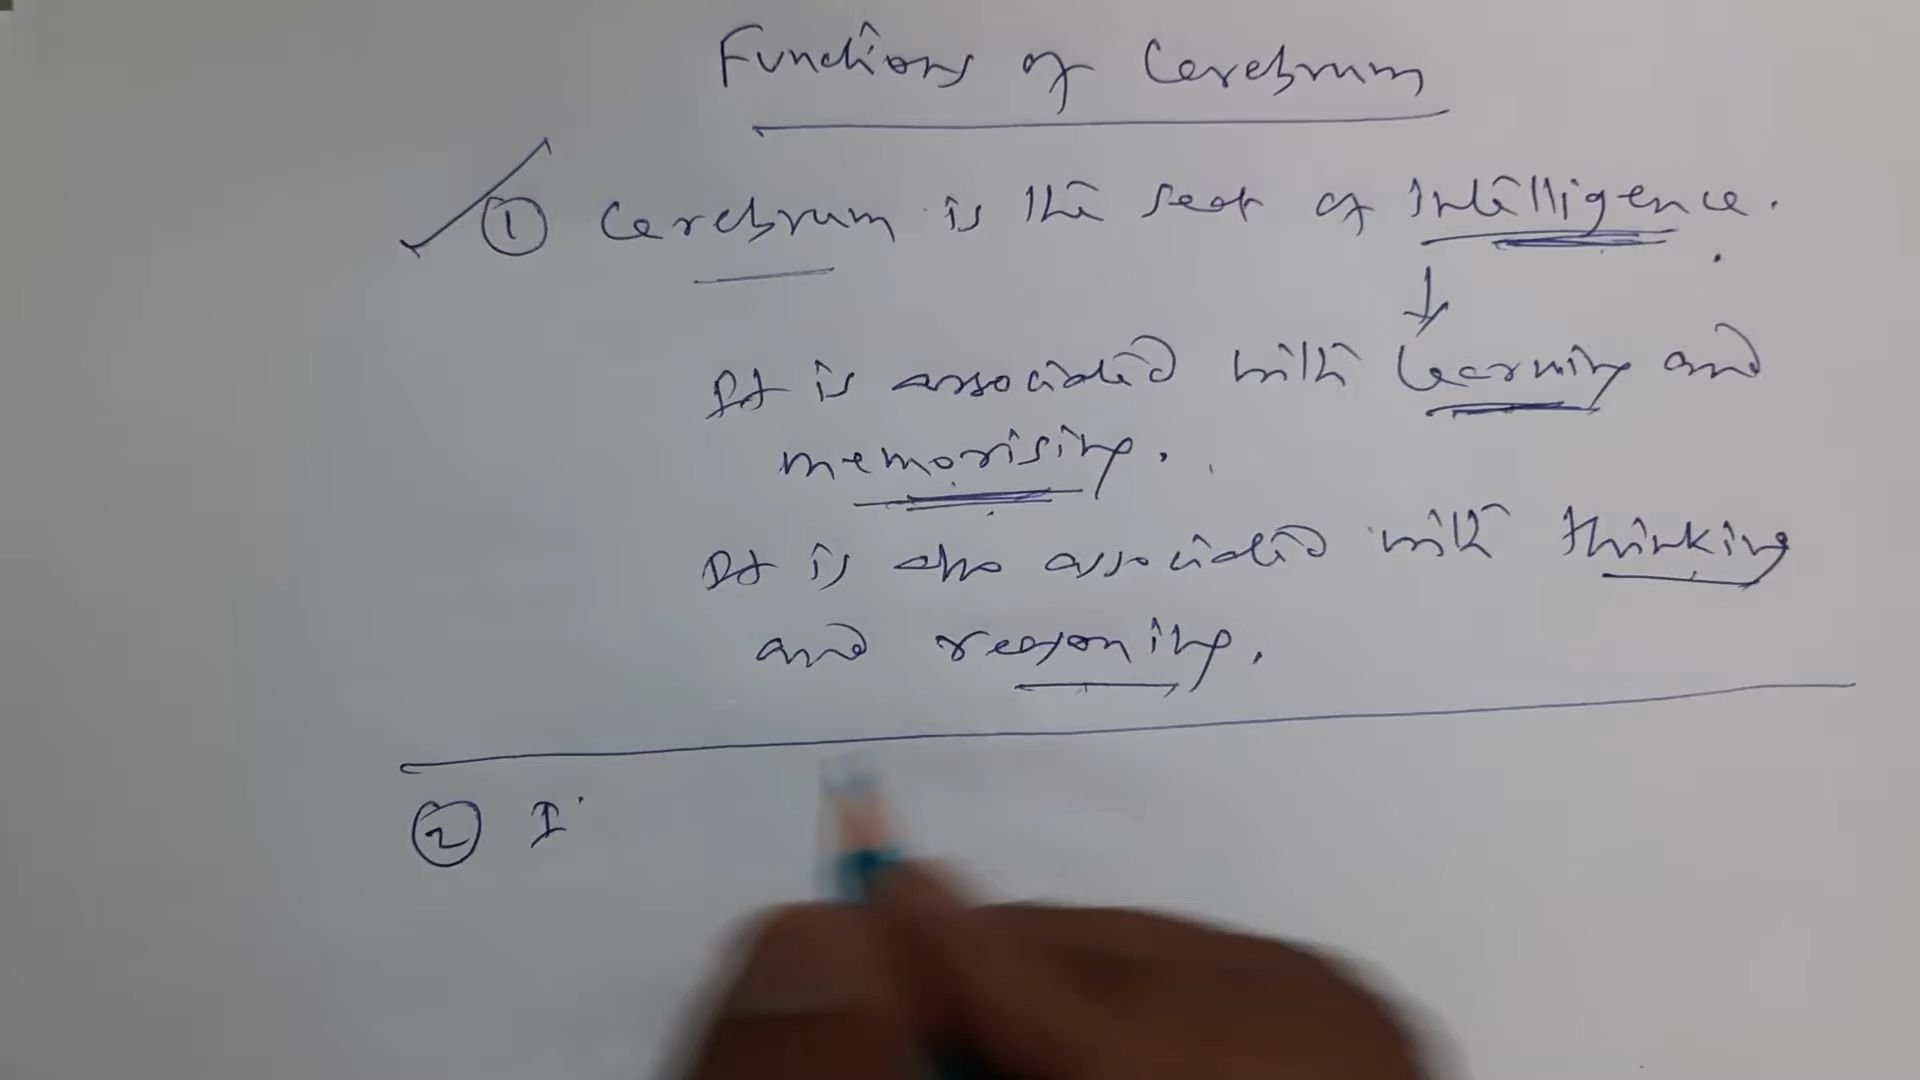 Functions of Cerebrum
① Cerebrum is the seat of intelligence.
It is associated with learning and
memorising.
It is also associated with thinking
and reasoning.
② I